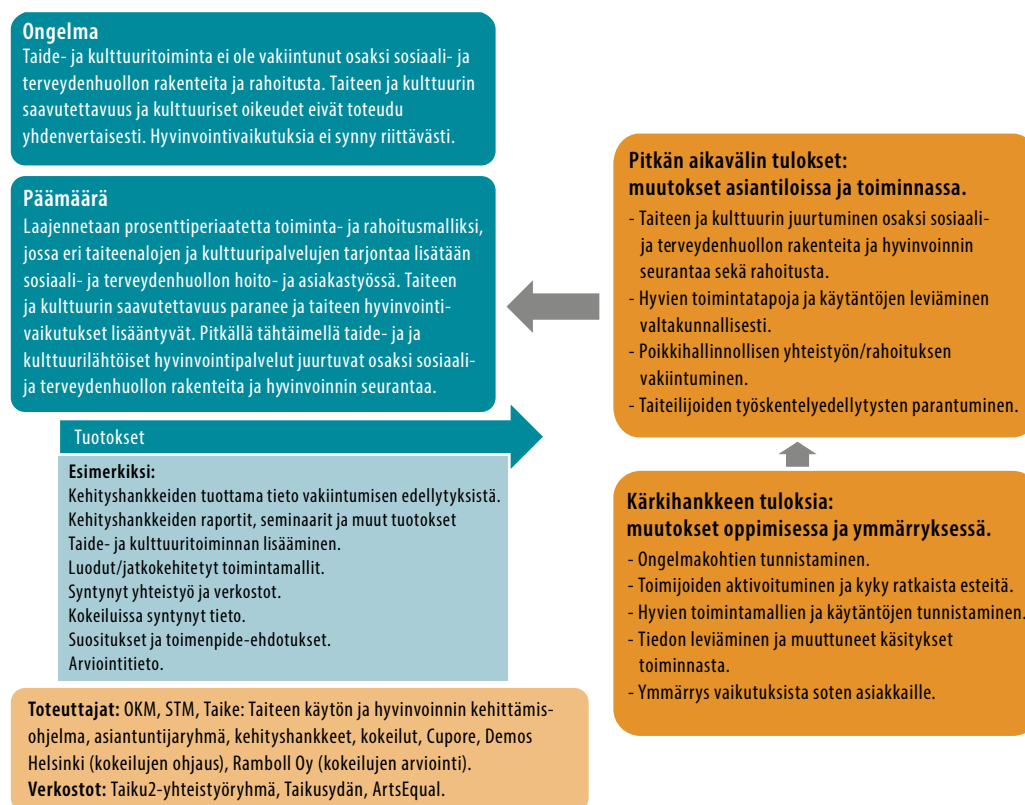 Ongelma
Taide- ja kulttuuritoiminta ei ole vakiintunut osaksi sosiaali- ja
terveydenhuollon rakenteita ja rahoitusta. Taiteen ja kulttuurin
saavutettavuus ja kulttuuriset oikeudet eivät toteudu
yhdenvertaisesti. Hyvinvointivaikutuksia ei synny riittävästi.
Päämäärä
Laajennetaan prosenttiperiaatetta toiminta- ja rahoitusmalliksi,
jossa eri taiteenalojen ja kulttuuripalvelujen tarjontaa lisätään
sosiaali- ja terveydenhuollon hoito- ja asiakastyössä. Taiteen
ja kulttuurin saavutettavuus paranee ja taiteen hyvinvointi-
vaikutukset lisääntyvät. Pitkällä tähtäimellä taide- ja ja
kulttuurilähtöiset hyvinvointipalvelut juurtuvat osaksi sosiaali-
ja terveydenhuollon rakenteita ja hyvinvoinnin seurantaa.
Tuotokset
Esimerkiksi:
Kehityshankkeiden tuottama tieto vakiintumisen edellytyksistä.
Kehityshankkeiden raportit, seminaarit ja muut tuotokset
Taide- ja kulttuuritoiminnan lisääminen.
Luodut/jatkokehitetyt toimintamallit.
Syntynyt yhteistyö ja verkostot.
Kokeiluissa syntynyt tieto.
Suositukset ja toimenpide-ehdotukset.
Arviointitieto.
Toteuttajat: OKM, STM, Taike: Taiteen käytön ja hyvinvoinnin kehittämis-
ohjelma, asiantuntijaryhmä, kehityshankkeet, kokeilut, Cupore, Demos
Helsinki (kokeilujen ohjaus), Ramboll Oy (kokeilujen arviointi).
Verkostot: Taiku2-yhteistyöryhmä, Taikusydän, ArtsEqual.
Pitkän aikavälin tulokset:
muutokset asiantiloissa ja toiminnassa.
- Taiteen ja kulttuurin juurtuminen osaksi sosiaali-
ja terveydenhuollon rakenteita ja hyvinvoinnin
seurantaa sekä rahoitusta.
- Hyvien toimintatapoja ja käytäntöjen leviäminen
valtakunnallisesti.
- Poikkihallinnollisen yhteistyön/rahoituksen
vakiintuminen.
- Taiteilijoiden työskentelyedellytysten parantuminen.
Kärkihankkeen tuloksia:
muutokset oppimisessa ja ymmärryksessä.
- Ongelmakohtien tunnistaminen.
- Toimijoiden aktivoituminen ja kyky ratkaista esteitä.
- Hyvien toimintamallien ja käytäntöjen tunnistaminen.
- Tiedon leviäminen ja muuttuneet käsitykset
toiminnasta.
- Ymmärrys vaikutuksista soten asiakkaille.